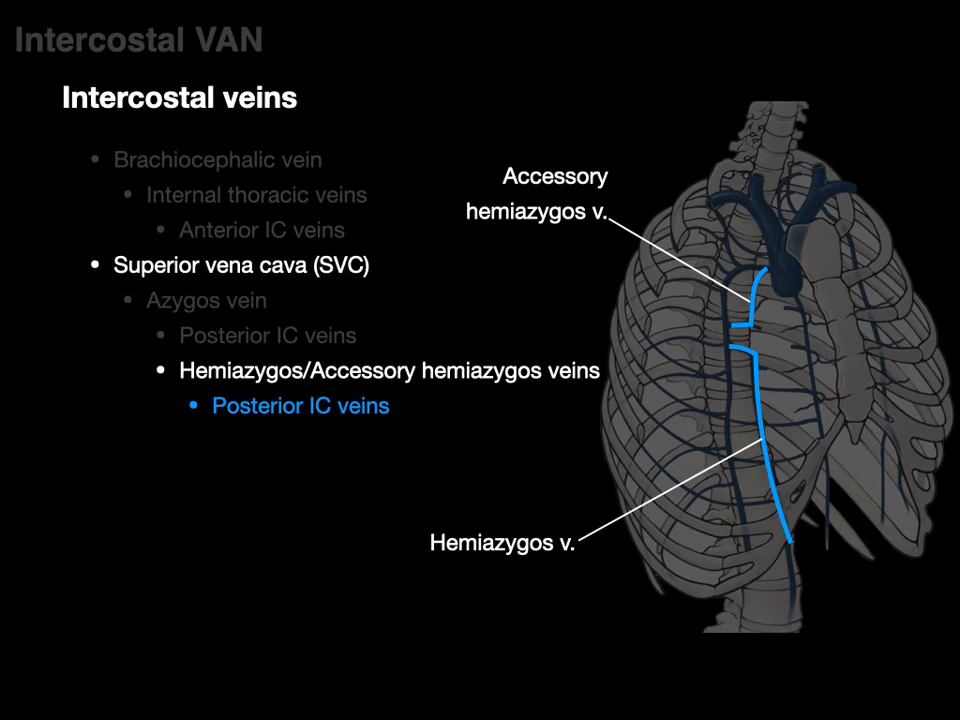 Intercostal VAN
Intercostal veins
• Brachiocephalic vein
• Internal thoracic veins
• Anterior IC veins
• Superior vena cava (SVC)
• Azygos vein
• Posterior IC veins
• Hemiazygos/Accessory hemiazygos veins
• Posterior IC veins
Accessory
hemiazygos v.
Hemiazygos v.